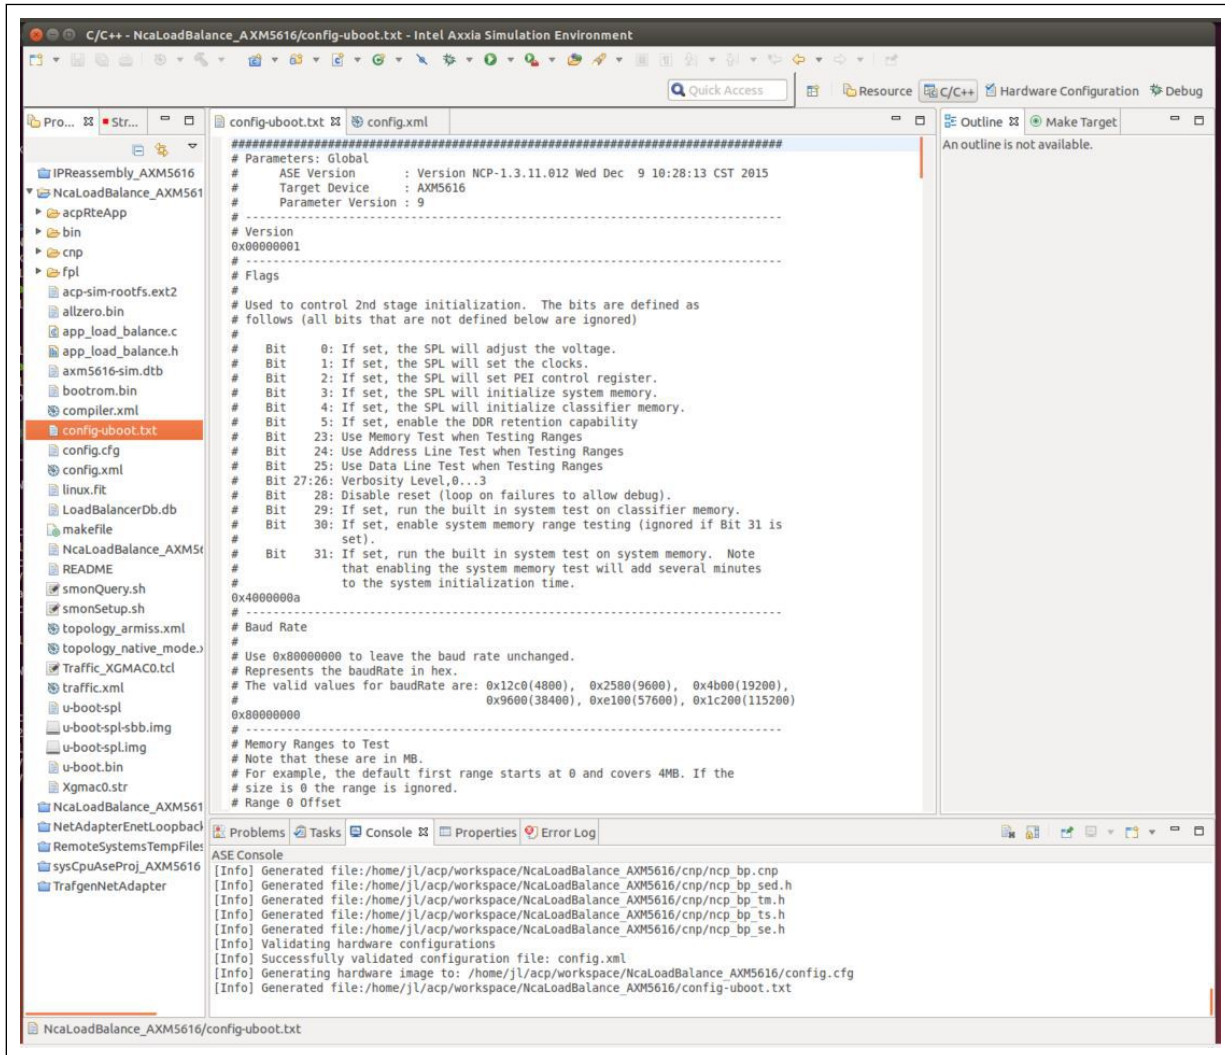 C/C++ - NcaLoadBalance_AXM5616/config-uboot.txt - Intel Axxia Simulation Environment
Quick Access
Resource
C/C++
Hardware Configuration
Debug
Pro...
Str...
IPReassembly_AXM5616
NcaLoadBalance_AXM561
acpRteApp
bin
cnp
fpl
acp-sim-rootfs.ext2
allzero.bin
app_load_balance.c
app_load_balance.h
axm5616-sim.dtb
bootrom.bin
compiler.xml
config-uboot.txt
config.cfg
config.xml
linux.fit
LoadBalancerDb.db
makefile
NcaLoadBalance_AXM56
README
smonQuery.sh
smonSetup.sh
topology_armiss.xml
topology_native_mode.x
Traffic_XGMAC0.tcl
traffic.xml
u-boot-spl
u-boot-spl-sbb.img
u-boot-spl.img
u-boot.bin
Xgmac0.str
NcaLoadBalance_AXM561
NetAdapterEnetLoopback
RemoteSystemsTempFiles
sysCpuAseProj_AXM5616
TrafgenNetAdapter
config-uboot.txt
config.xml
###############################################################################
# Parameters: Global
#      ASE Version       : Version NCP-1.3.11.012 Wed Dec  9 10:28:13 CST 2015
#      Target Device     : AXM5616
#      Parameter Version : 9
# -----------------------------------------------------------------------------
# Version
0x00000001
# -----------------------------------------------------------------------------
# Flags
#
# Used to control 2nd stage initialization.  The bits are defined as
# follows (all bits that are not defined below are ignored)
#
#    Bit     0: If set, the SPL will adjust the voltage.
#    Bit     1: If set, the SPL will set the clocks.
#    Bit     2: If set, the SPL will set PEI control register.
#    Bit     3: If set, the SPL will initialize system memory.
#    Bit     4: If set, the SPL will initialize classifier memory.
#    Bit     5: If set, enable the DDR retention capability
#    Bit    23: Use Memory Test when Testing Ranges
#    Bit    24: Use Address Line Test when Testing Ranges
#    Bit    25: Use Data Line Test when Testing Ranges
#    Bit 27:26: Verbosity Level,0...3
#    Bit    28: Disable reset (loop on failures to allow debug).
#    Bit    29: If set, run the built in system test on classifier memory.
#    Bit    30: If set, enable system memory range testing (ignored if Bit 31 is
#               set).
#    Bit    31: If set, run the built in system test on system memory.  Note
#               that enabling the system memory test will add several minutes
#               to the system initialization time.
0x4000000a
# -----------------------------------------------------------------------------
# Baud Rate
#
# Use 0x80000000 to leave the baud rate unchanged.
# Represents the baudRate in hex.
# The valid values for baudRate are: 0x12c0(4800),  0x2580(9600),  0x4b00(19200),
#                                    0x9600(38400), 0xe100(57600), 0x1c200(115200)
0x80000000
# -----------------------------------------------------------------------------
# Memory Ranges to Test
# Note that these are in MB.
# For example, the default first range starts at 0 and covers 4MB. If the
# size is 0 the range is ignored.
# Range 0 Offset
Outline
Make Target
An outline is not available.
Problems
Tasks
Console
Properties
Error Log
ASE Console
[Info] Generated file:/home/jl/acp/workspace/NcaLoadBalance_AXM5616/cnp/ncp_bp.cnp
[Info] Generated file:/home/jl/acp/workspace/NcaLoadBalance_AXM5616/cnp/ncp_bp_sed.h
[Info] Generated file:/home/jl/acp/workspace/NcaLoadBalance_AXM5616/cnp/ncp_bp_tm.h
[Info] Generated file:/home/jl/acp/workspace/NcaLoadBalance_AXM5616/cnp/ncp_bp_ts.h
[Info] Generated file:/home/jl/acp/workspace/NcaLoadBalance_AXM5616/cnp/ncp_bp_se.h
[Info] Validating hardware configurations
[Info] Successfully validated configuration file: config.xml
[Info] Generating hardware image to: /home/jl/acp/workspace/NcaLoadBalance_AXM5616/config.cfg
[Info] Generated file:/home/jl/acp/workspace/NcaLoadBalance_AXM5616/config-uboot.txt
NcaLoadBalance_AXM5616/config-uboot.txt